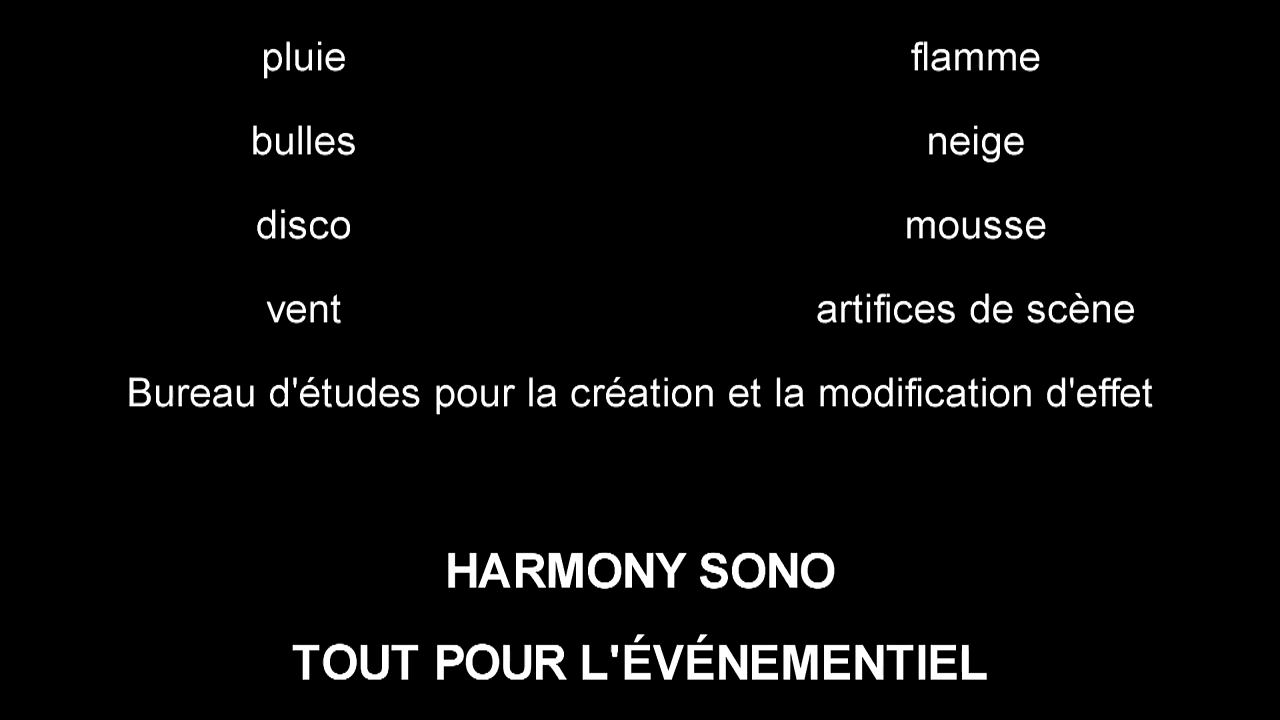 pluie flamme
bulles neige
disco mousse
vent artifices de scène
Bureau d'études pour la création et la modification d'effet
HARMONY SONO
TOUT POUR L'ÉVÉNEMENTIEL